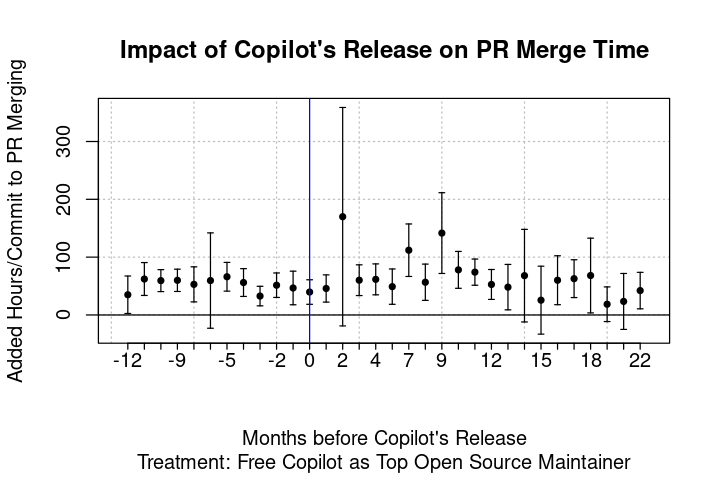 Impact of Copilot's Release on PR Merge Time
Added Hours/Commit to PR Merging
300
200
100
0
-12 -9 -5 -2 0 2 4 7 9 12 15 18 22
Months before Copilot's Release
Treatment: Free Copilot as Top Open Source Maintainer